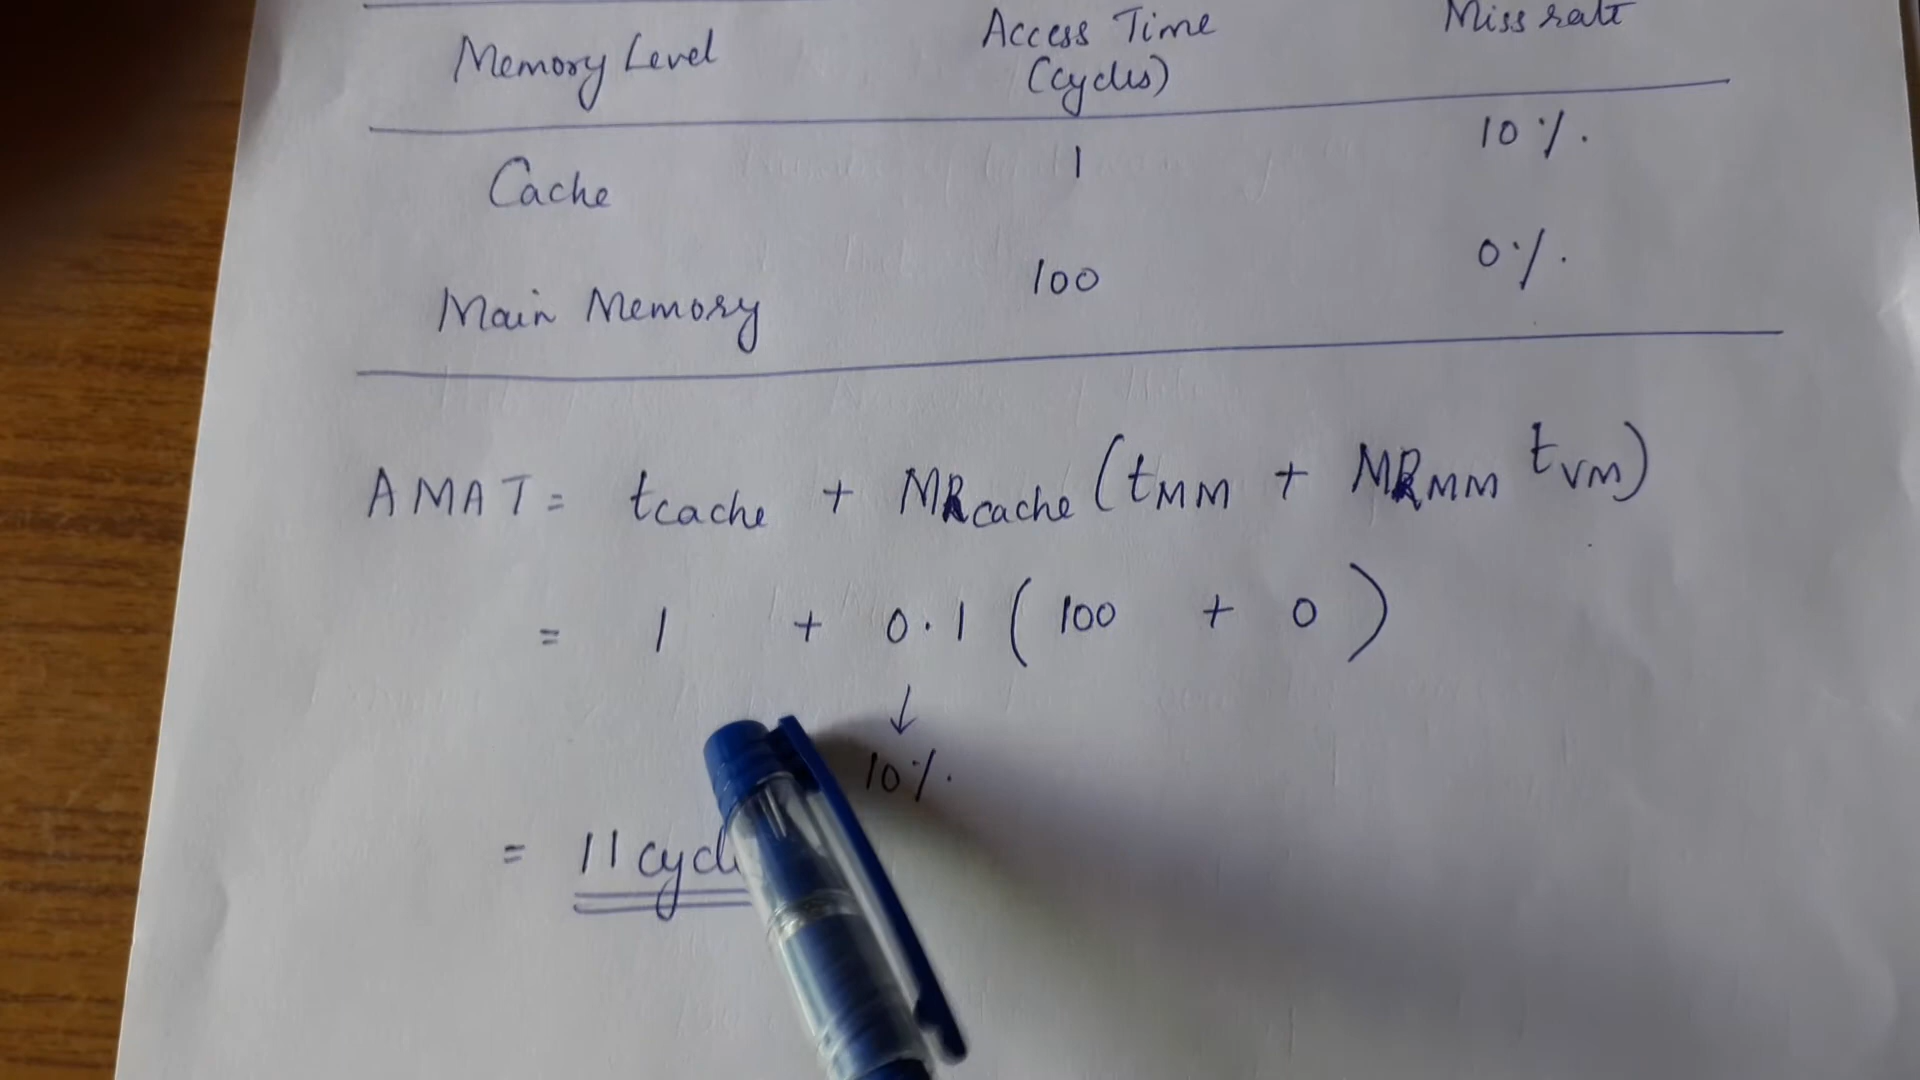 Memory Level Access Time (cycles) Miss rate
Cache 1 10%.
Main Memory 100 0%.
AMAT = tcache + MRcache (tMM + MRMM tVM)
= 1 + 0.1 (100 + 0)
↓
10%.
= 11